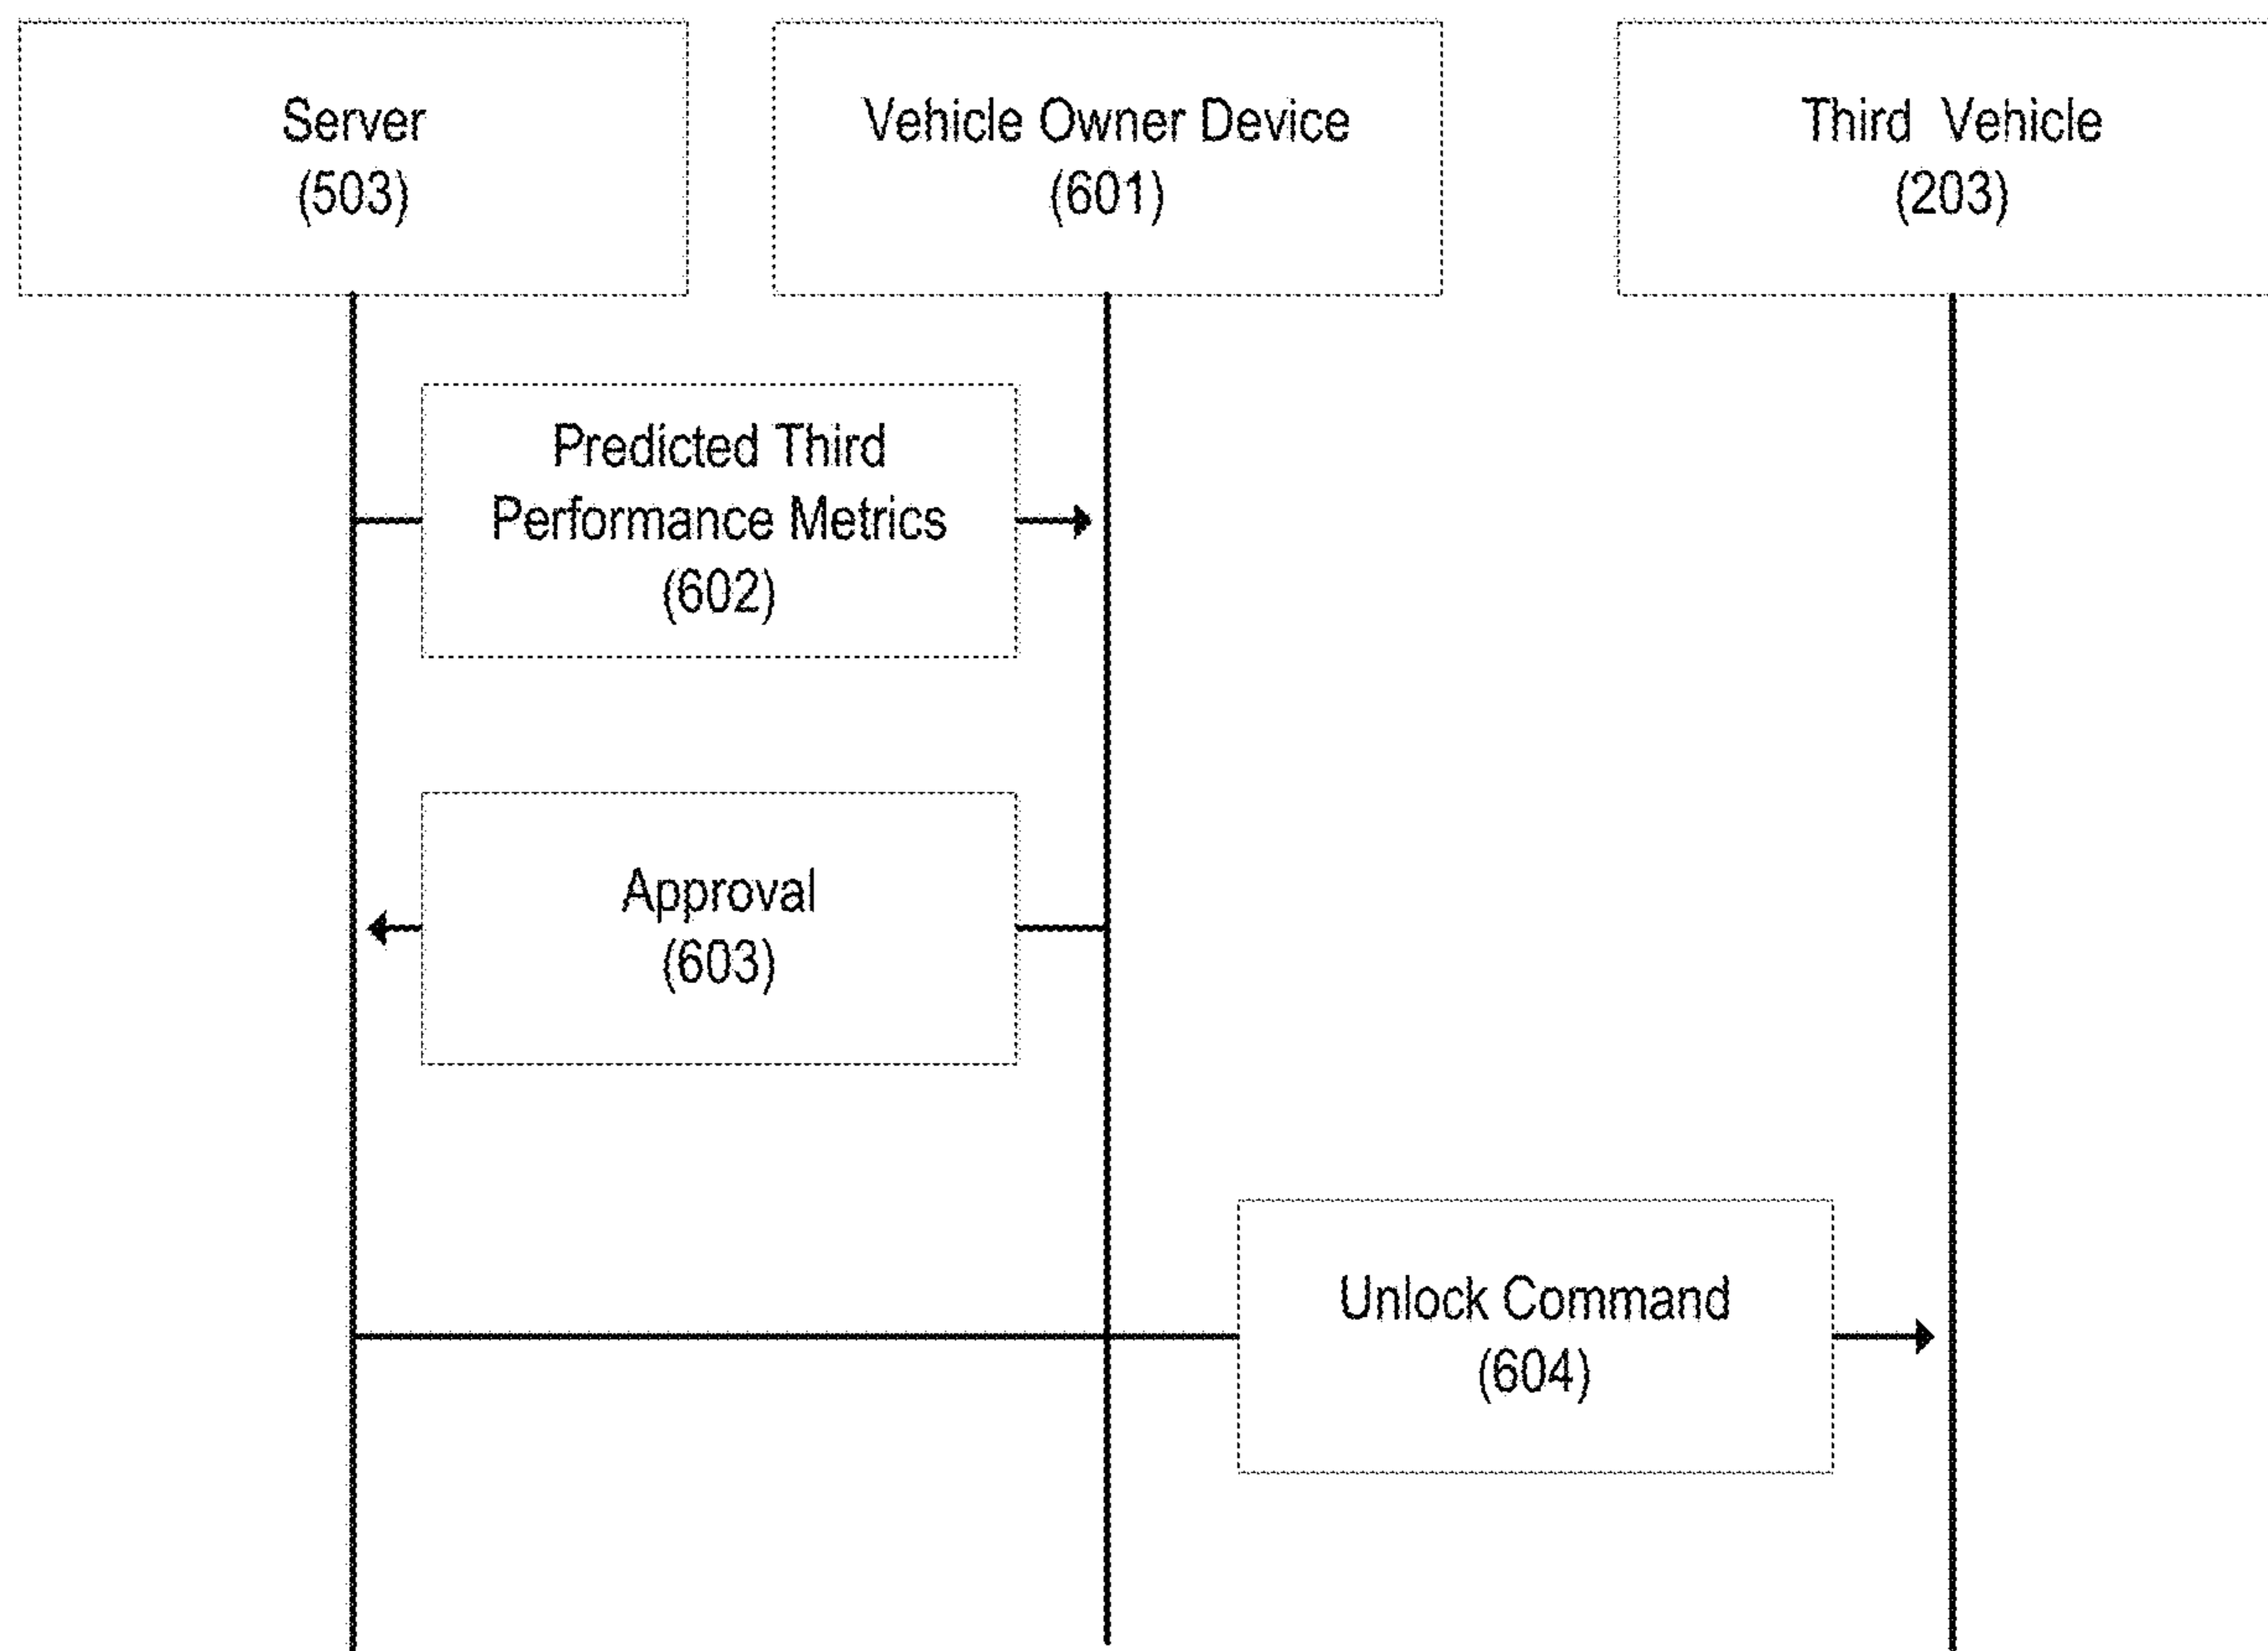 Server
(503)
Vehicle Owner Device
(601)
Third Vehicle
(203)
Predicted Third
Performance Metrics
(602)
Approval
(603)
Unlock Command
(604)